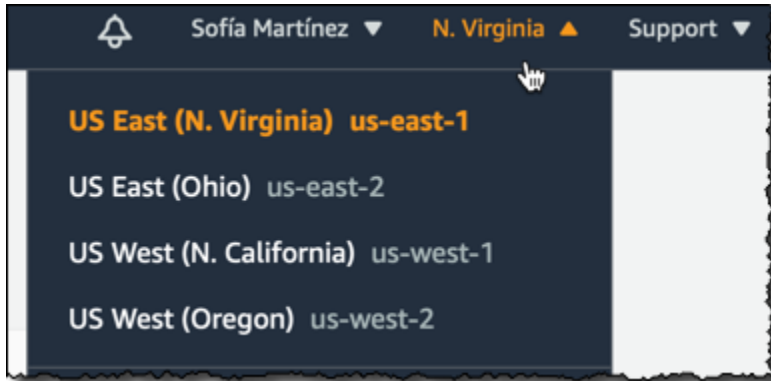 Sofía Martínez ▼ N. Virginia ▲ Support ▼
US East (N. Virginia) us-east-1
US East (Ohio) us-east-2
US West (N. California) us-west-1
US West (Oregon) us-west-2